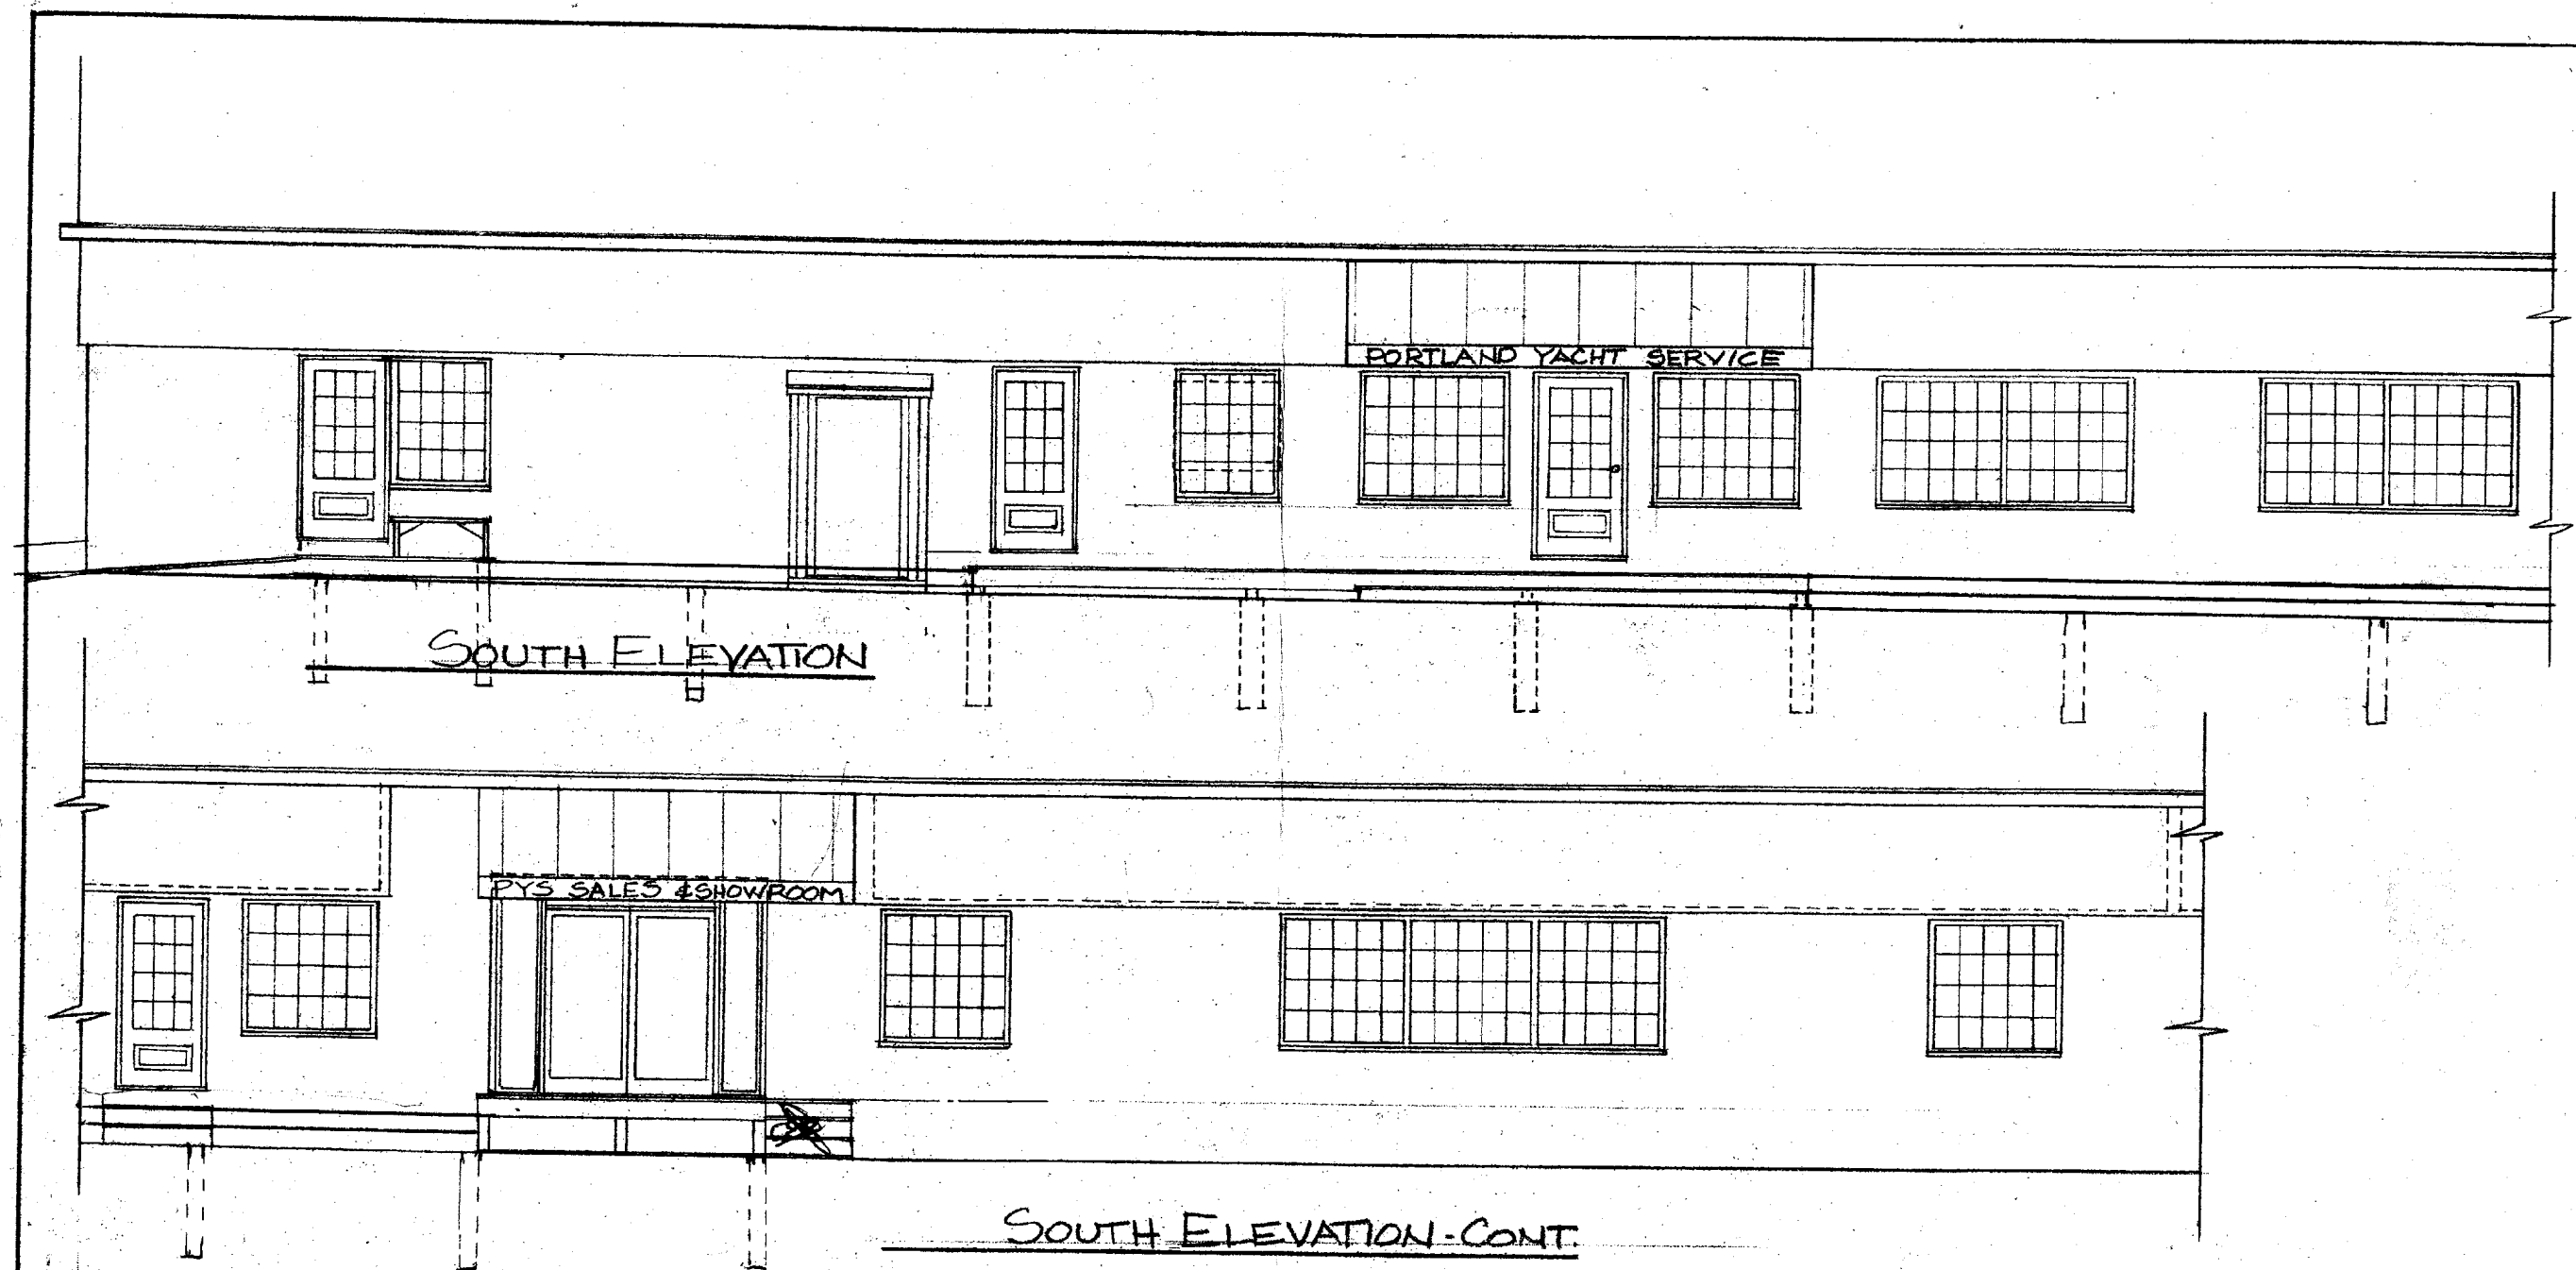 PORTLAND YACHT SERVICE
SOUTH ELEVATION
PYS SALES & SHOWROOM
SOUTH ELEVATION-CONT.